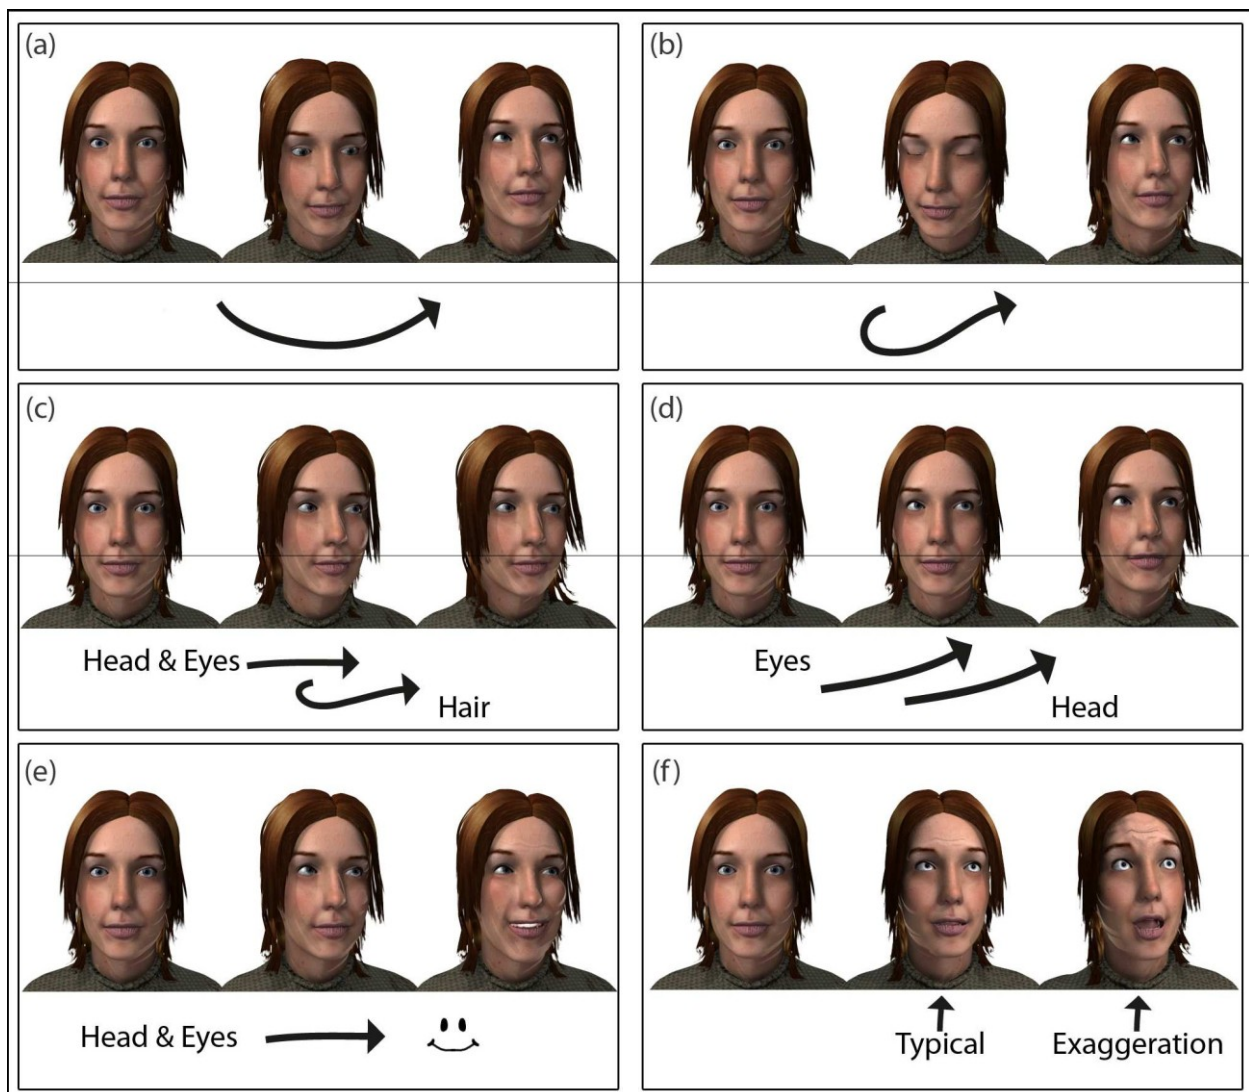 (a)
(b)
(c)
Head & Eyes
Hair
(d)
Eyes
Head
(e)
Head & Eyes
(f)
Typical
Exaggeration